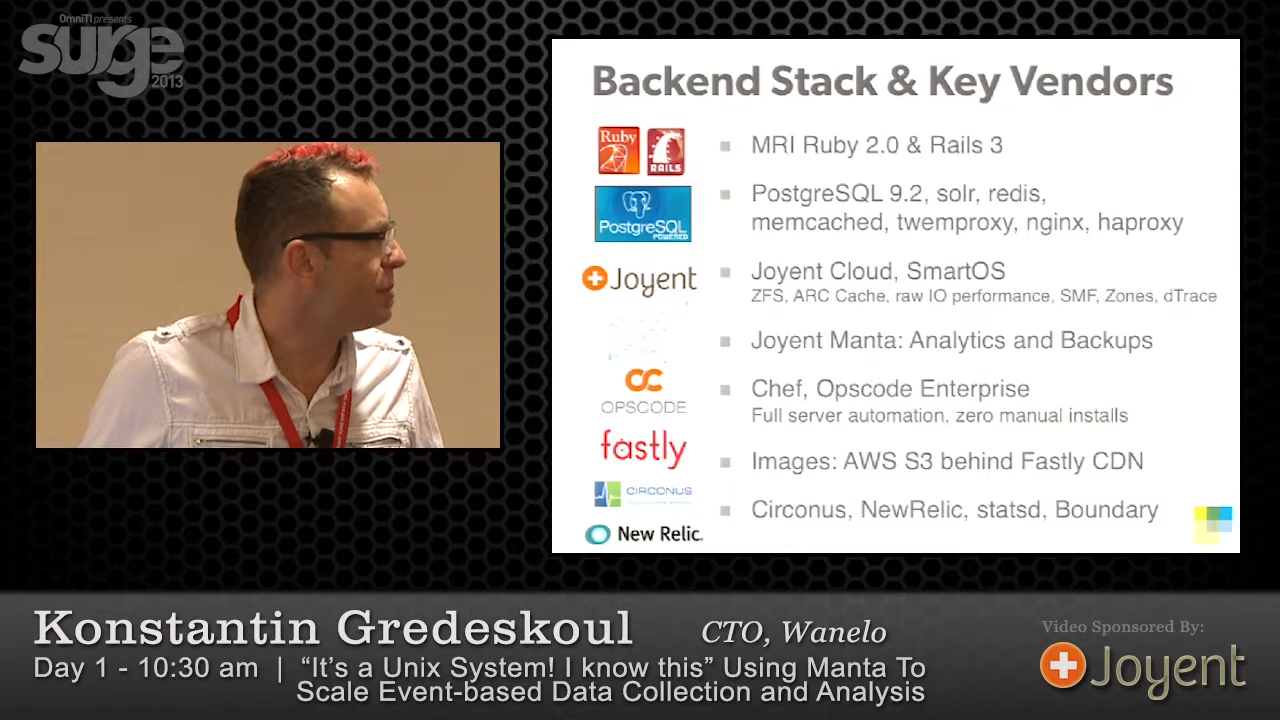 OmniTI presents
surge
2013
Backend Stack & Key Vendors
Ruby
RAILS
MRI Ruby 2.0 & Rails 3
PostgreSQL
POWERED
PostgreSQL 9.2, solr, redis,
memcached, twemproxy, nginx, haproxy
Joyent
Joyent Cloud, SmartOS
ZFS, ARC Cache, raw IO performance, SMF, Zones, dTrace
Joyent Manta: Analytics and Backups
OPSCODE
Chef, Opscode Enterprise
Full server automation, zero manual installs
fastly
Images: AWS S3 behind Fastly CDN
CIRCONUS
Circonus, NewRelic, statsd, Boundary
New Relic.
Konstantin Gredeskoul CTO, Wanelo
Day 1 - 10:30 am | “It’s a Unix System! I know this” Using Manta To
Scale Event-based Data Collection and Analysis
Video Sponsored By:
Joyent